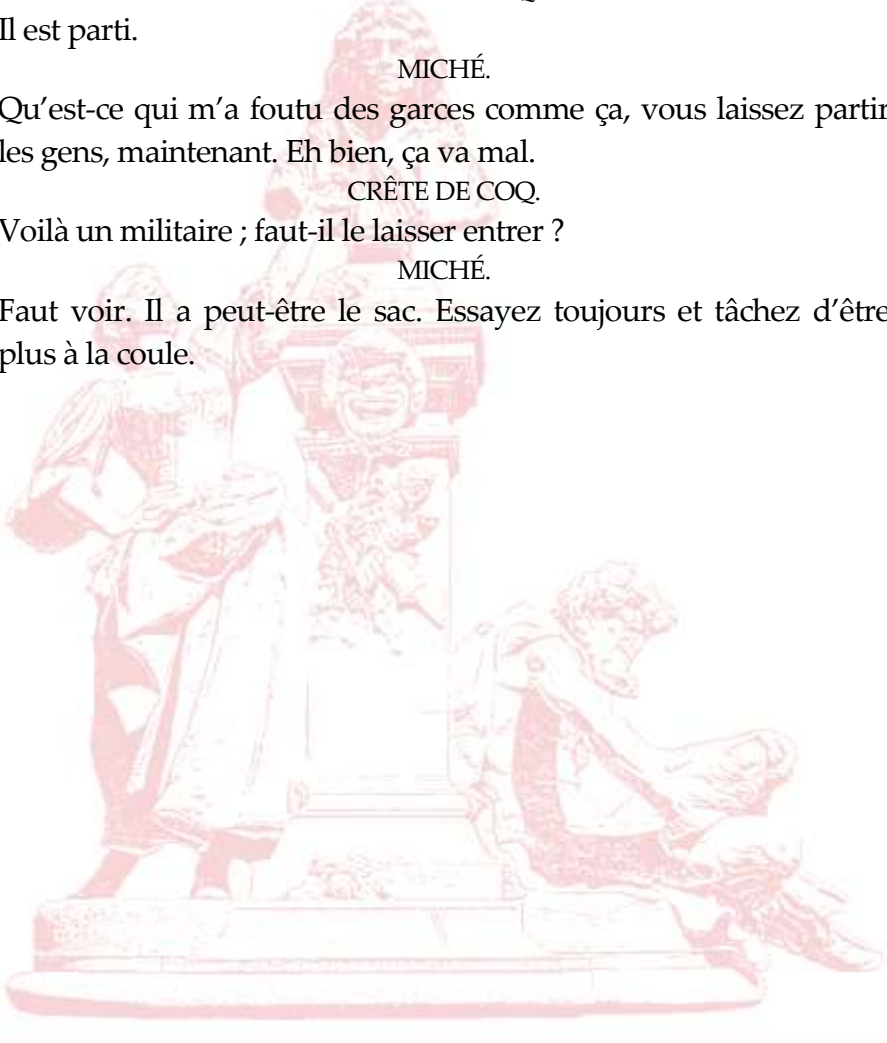 Il est parti.
MICHÉ.
Qu’est-ce qui m’a foutu des garces comme ça, vous laissez partir
les gens, maintenant. Eh bien, ça va mal.
CRÊTE DE COQ.
Voilà un militaire ; faut-il le laisser entrer ?
MICHÉ.
Faut voir. Il a peut-être le sac. Essayez toujours et tâchez d’être
plus à la coule.